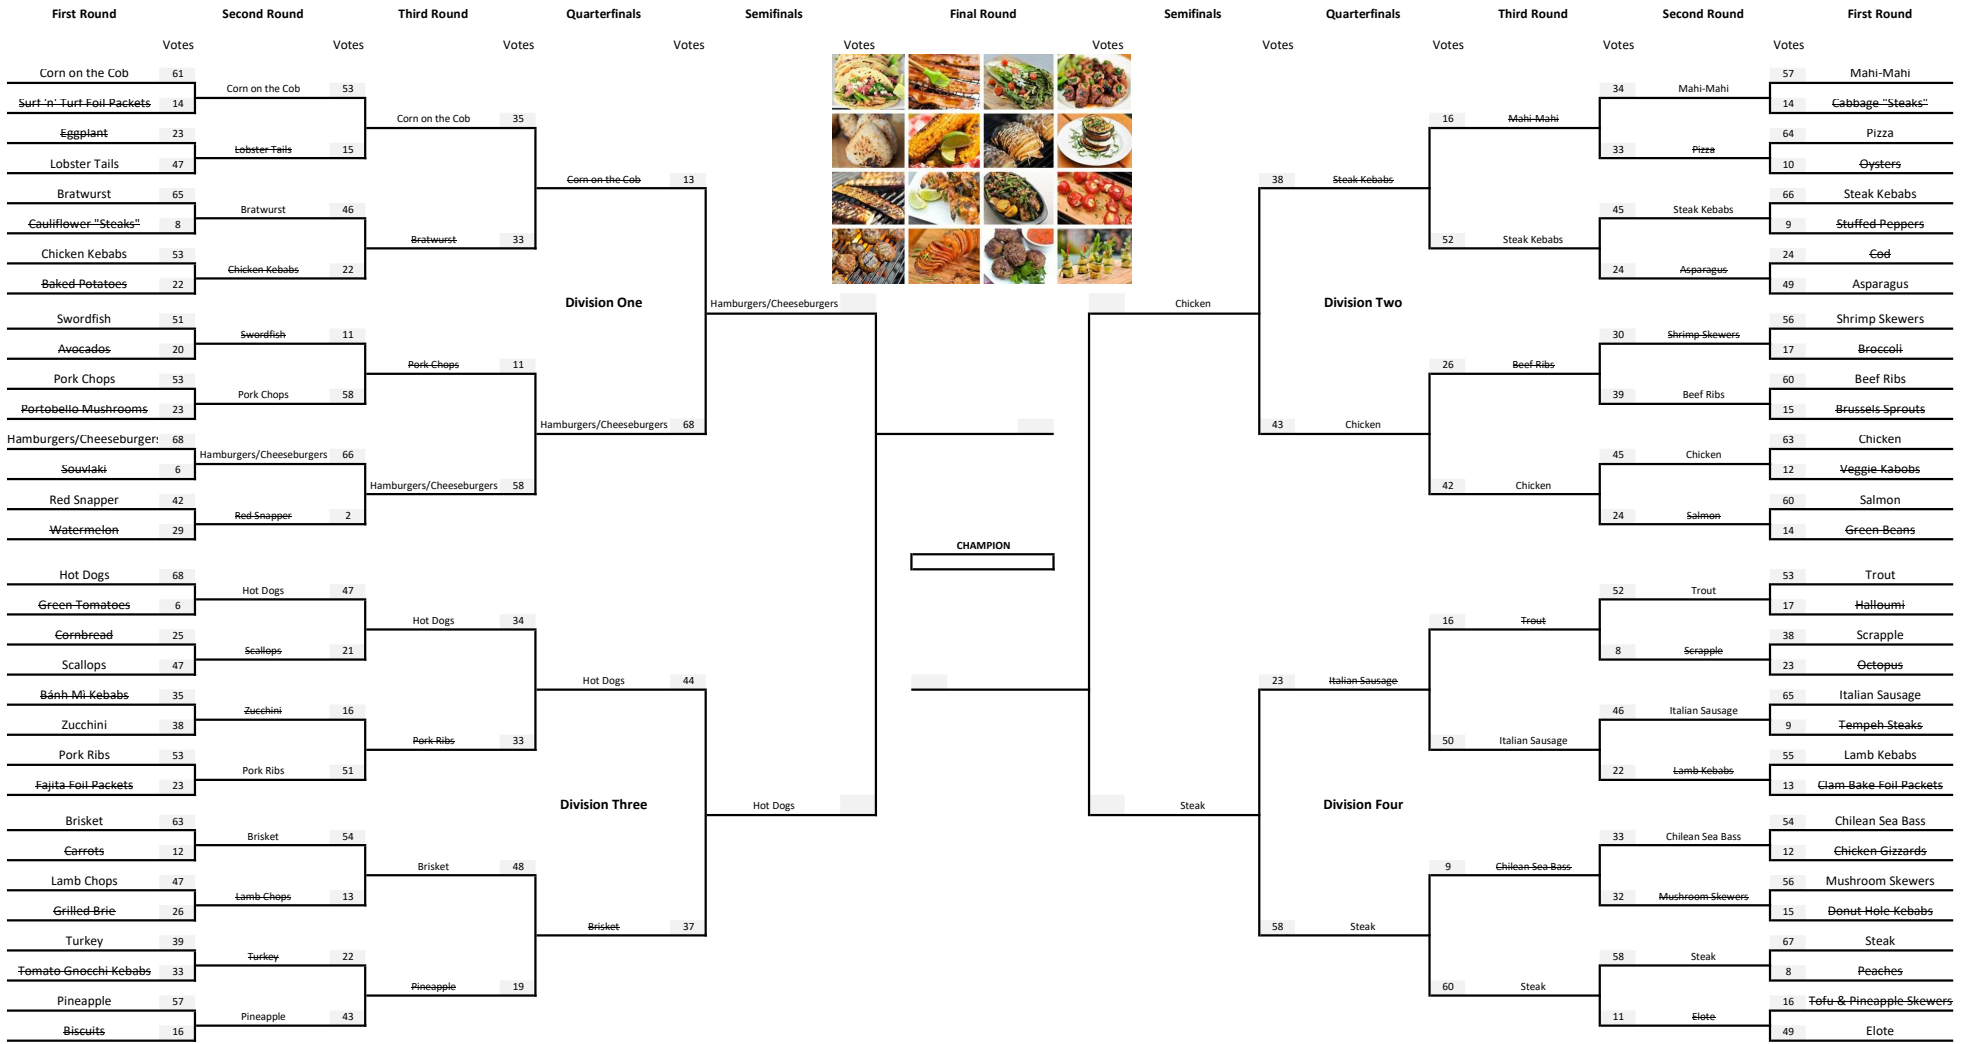 First Round Second Round Third Round Quarterfinals Semifinals Final Round Semifinals Quarterfinals Third Round Second Round First Round
Votes Votes Votes Votes Votes Votes Votes Votes Votes Votes
Corn on the Cob 61
Surf 'n' Turf Foil Packets 14
Eggplant 23
Lobster Tails 47
Bratwurst 65
Cauliflower "Steaks" 8
Chicken Kebabs 53
Baked Potatoes 22
Swordfish 51
Avocados 20
Pork Chops 53
Portobello Mushrooms 23
Hamburgers/Cheeseburgers 68
Souvlaki 6
Red Snapper 42
Watermelon 29
Hot Dogs 68
Green Tomatoes 6
Cornbread 25
Scallops 47
Bánh Mì Kebabs 35
Zucchini 38
Pork Ribs 53
Fajita Foil Packets 23
Brisket 63
Carrots 12
Lamb Chops 47
Grilled Brie 26
Turkey 39
Tomato Gnocchi Kebabs 33
Pineapple 57
Biscuits 16
Corn on the Cob 53
Lobster Tails 15
Bratwurst 46
Chicken Kebabs 22
Swordfish 11
Pork Chops 58
Hamburgers/Cheeseburgers 66
Red Snapper 2
Hot Dogs 47
Scallops 21
Zucchini 16
Pork Ribs 51
Brisket 54
Lamb Chops 13
Turkey 22
Pineapple 43
Corn on the Cob 35
Bratwurst 33
Pork Chops 11
Hamburgers/Cheeseburgers 58
Hot Dogs 34
Pork Ribs 33
Brisket 48
Pineapple 19
Corn on the Cob 13
Division One
Hamburgers/Cheeseburgers 68
Hot Dogs 44
Division Three
Brisket 37
Hamburgers/Cheeseburgers
Hot Dogs
CHAMPION
Chicken
Steak
38 Steak Kebabs
Division Two
43 Chicken
23 Italian Sausage
Division Four
58 Steak
16 Mahi-Mahi
52 Steak Kebabs
26 Beef Ribs
42 Chicken
16 Trout
50 Italian Sausage
9 Chilean Sea Bass
60 Steak
34 Mahi-Mahi
33 Pizza
45 Steak Kebabs
24 Asparagus
30 Shrimp Skewers
39 Beef Ribs
45 Chicken
24 Salmon
52 Trout
8 Scrapple
46 Italian Sausage
22 Lamb Kebabs
33 Chilean Sea Bass
32 Mushroom Skewers
58 Steak
11 Elote
57 Mahi-Mahi
14 Cabbage "Steaks"
64 Pizza
10 Oysters
66 Steak Kebabs
9 Stuffed Peppers
24 Cod
49 Asparagus
56 Shrimp Skewers
17 Broccoli
60 Beef Ribs
15 Brussels Sprouts
63 Chicken
12 Veggie Kabobs
60 Salmon
14 Green Beans
53 Trout
17 Halloumi
38 Scrapple
23 Octopus
65 Italian Sausage
9 Tempeh Steaks
55 Lamb Kebabs
13 Clam Bake Foil Packets
54 Chilean Sea Bass
12 Chicken Gizzards
56 Mushroom Skewers
15 Donut Hole Kebabs
67 Steak
8 Peaches
16 Tofu & Pineapple Skewers
49 Elote